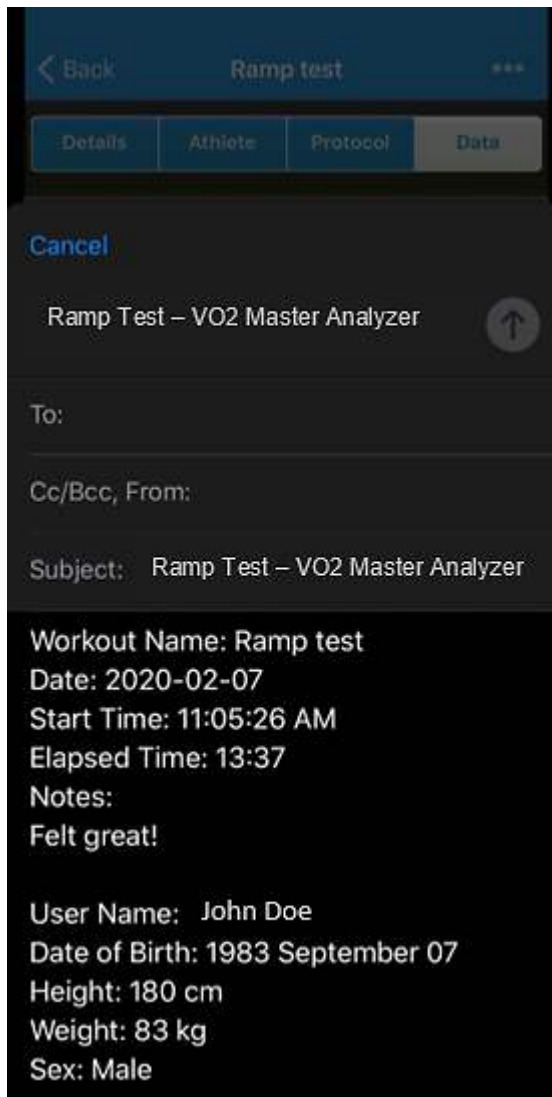 Back
Ramp test
Details
Athlete
Protocol
Data
Cancel
Ramp Test – VO2 Master Analyzer
To:
Cc/Bcc, From:
Subject: Ramp Test – VO2 Master Analyzer
Workout Name: Ramp test
Date: 2020-02-07
Start Time: 11:05:26 AM
Elapsed Time: 13:37
Notes:
Felt great!
User Name: John Doe
Date of Birth: 1983 September 07
Height: 180 cm
Weight: 83 kg
Sex: Male